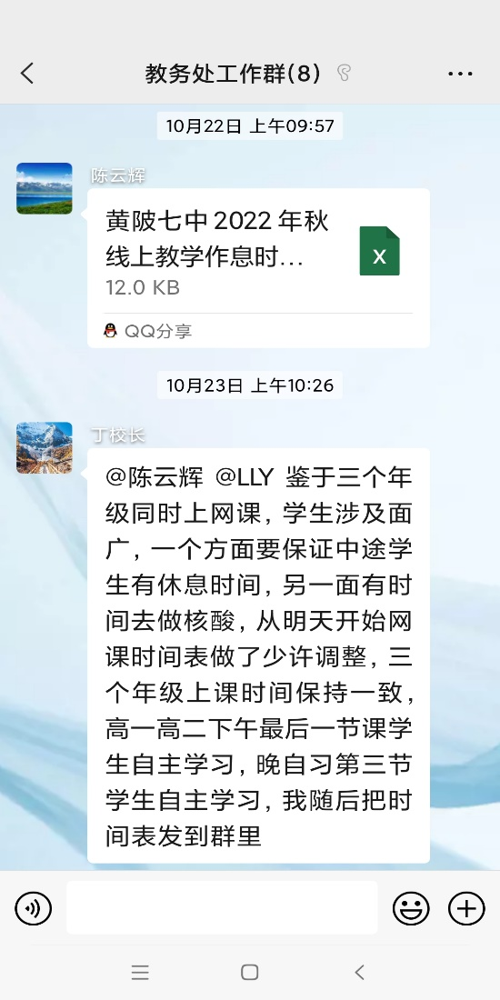 教务处工作群(8)
10月22日 上午09:57
陈云辉
黄陂七中2022年秋
线上教学作息时...
X
12.0 KB
QQ分享
10月23日 上午10:26
丁校长
@陈云辉 @LLY 鉴于三个年
级同时上网课，学生涉及面
广，一个方面要保证中途学
生有休息时间，另一面有时
间去做核酸，从明天开始网
课时间表做了少许调整，三
个年级上课时间保持一致，
高一高二下午最后一节课学
生自主学习，晚自习第三节
学生自主学习，我随后把时
间表发到群里